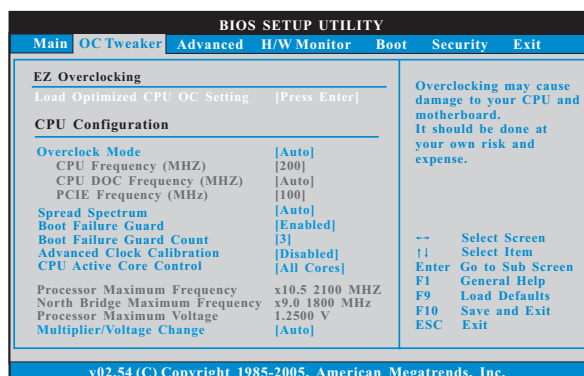 BIOS SETUP UTILITY
Main OC Tweaker Advanced H/W Monitor Boot Security Exit
EZ Overclocking
Load Optimized CPU OC Setting [Press Enter]
CPU Configuration
Overclock Mode [Auto]
CPU Frequency (MHZ) [200]
CPU DOC Frequency (MHZ) [Auto]
PCIE Frequency (MHz) [100]
Spread Spectrum [Auto]
Boot Failure Guard [Enabled]
Boot Failure Guard Count [3]
Advanced Clock Calibration [Disabled]
CPU Active Core Control [All Cores]
Processor Maximum Frequency x10.5 2100 MHZ
North Bridge Maximum Frequency x9.0 1800 MHz
Processor Maximum Voltage 1.2500 V
Multiplier/Voltage Change [Auto]
Overclocking may cause
damage to your CPU and
motherboard.
It should be done at
your own risk and
expense.
←→ Select Screen
↑↓ Select Item
Enter Go to Sub Screen
F1 General Help
F9 Load Defaults
F10 Save and Exit
ESC Exit
v02.54 (C) Copyright 1985-2005, American Megatrends, Inc.